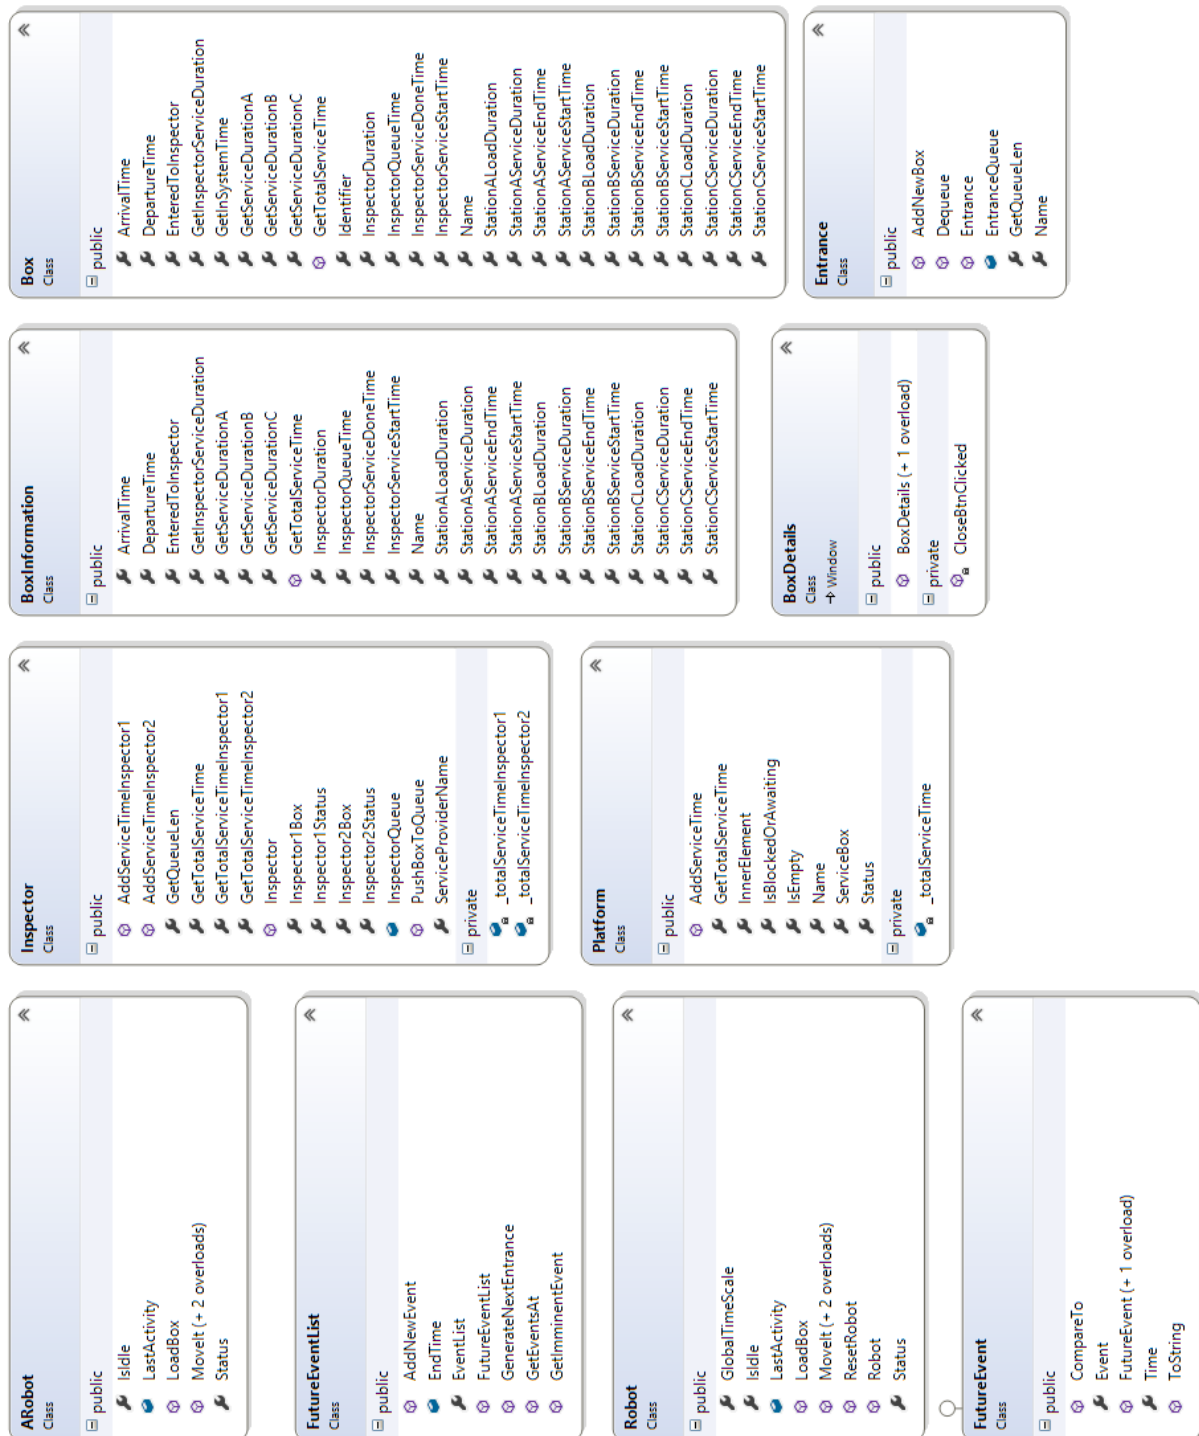 ARobot
Class
public
IsIdle
LastActivity
LoadBox
MoveIt (+ 2 overloads)
Status
FutureEventList
Class
public
AddNewEvent
EndTime
EventList
FutureEventList
GenerateNextEntrance
GetEventsAt
GetImminentEvent
Robot
Class
public
GlobalTimeScale
IsIdle
LastActivity
LoadBox
MoveIt (+ 2 overloads)
ResetRobot
Robot
Status
FutureEvent
Class
public
CompareTo
Event
FutureEvent (+ 1 overload)
Time
ToString
Inspector
Class
public
AddServiceTimeInspector1
AddServiceTimeInspector2
GetQueueLen
GetTotalServiceTime
GetTotalServiceTimeInspector1
GetTotalServiceTimeInspector2
Inspector
Inspector1Box
Inspector1Status
Inspector2Box
Inspector2Status
InspectorQueue
PushBoxToQueue
ServiceProviderName
private
_totalServiceTimeInspector1
_totalServiceTimeInspector2
Platform
Class
public
AddServiceTime
GetTotalServiceTime
InnerElement
IsBlockedOrAwaiting
IsEmpty
Name
ServiceBox
Status
private
_totalServiceTime
BoxInformation
Class
public
ArrivalTime
DepartureTime
EnteredToInspector
GetInspectorServiceDuration
GetServiceDurationA
GetServiceDurationB
GetServiceDurationC
GetTotalServiceTime
InspectorDuration
InspectorQueueTime
InspectorServiceDoneTime
InspectorServiceStartTime
Name
StationALoadDuration
StationAServiceDuration
StationAServiceEndTime
StationAServiceStartTime
StationBLoadDuration
StationBServiceDuration
StationBServiceEndTime
StationBServiceStartTime
StationCLoadDuration
StationCServiceDuration
StationCServiceEndTime
StationCServiceStartTime
BoxDetails
Class
Window
public
BoxDetails (+ 1 overload)
private
CloseBtnClicked
Box
Class
public
ArrivalTime
DepartureTime
EnteredToInspector
GetInspectorServiceDuration
GetInSystemTime
GetServiceDurationA
GetServiceDurationB
GetServiceDurationC
GetTotalServiceTime
Identifier
InspectorDuration
InspectorQueueTime
InspectorServiceDoneTime
InspectorServiceStartTime
Name
StationALoadDuration
StationAServiceDuration
StationAServiceEndTime
StationAServiceStartTime
StationBLoadDuration
StationBServiceDuration
StationBServiceEndTime
StationBServiceStartTime
StationCLoadDuration
StationCServiceDuration
StationCServiceEndTime
StationCServiceStartTime
Entrance
Class
public
AddNewBox
Dequeue
Entrance
EntranceQueue
GetQueueLen
Name